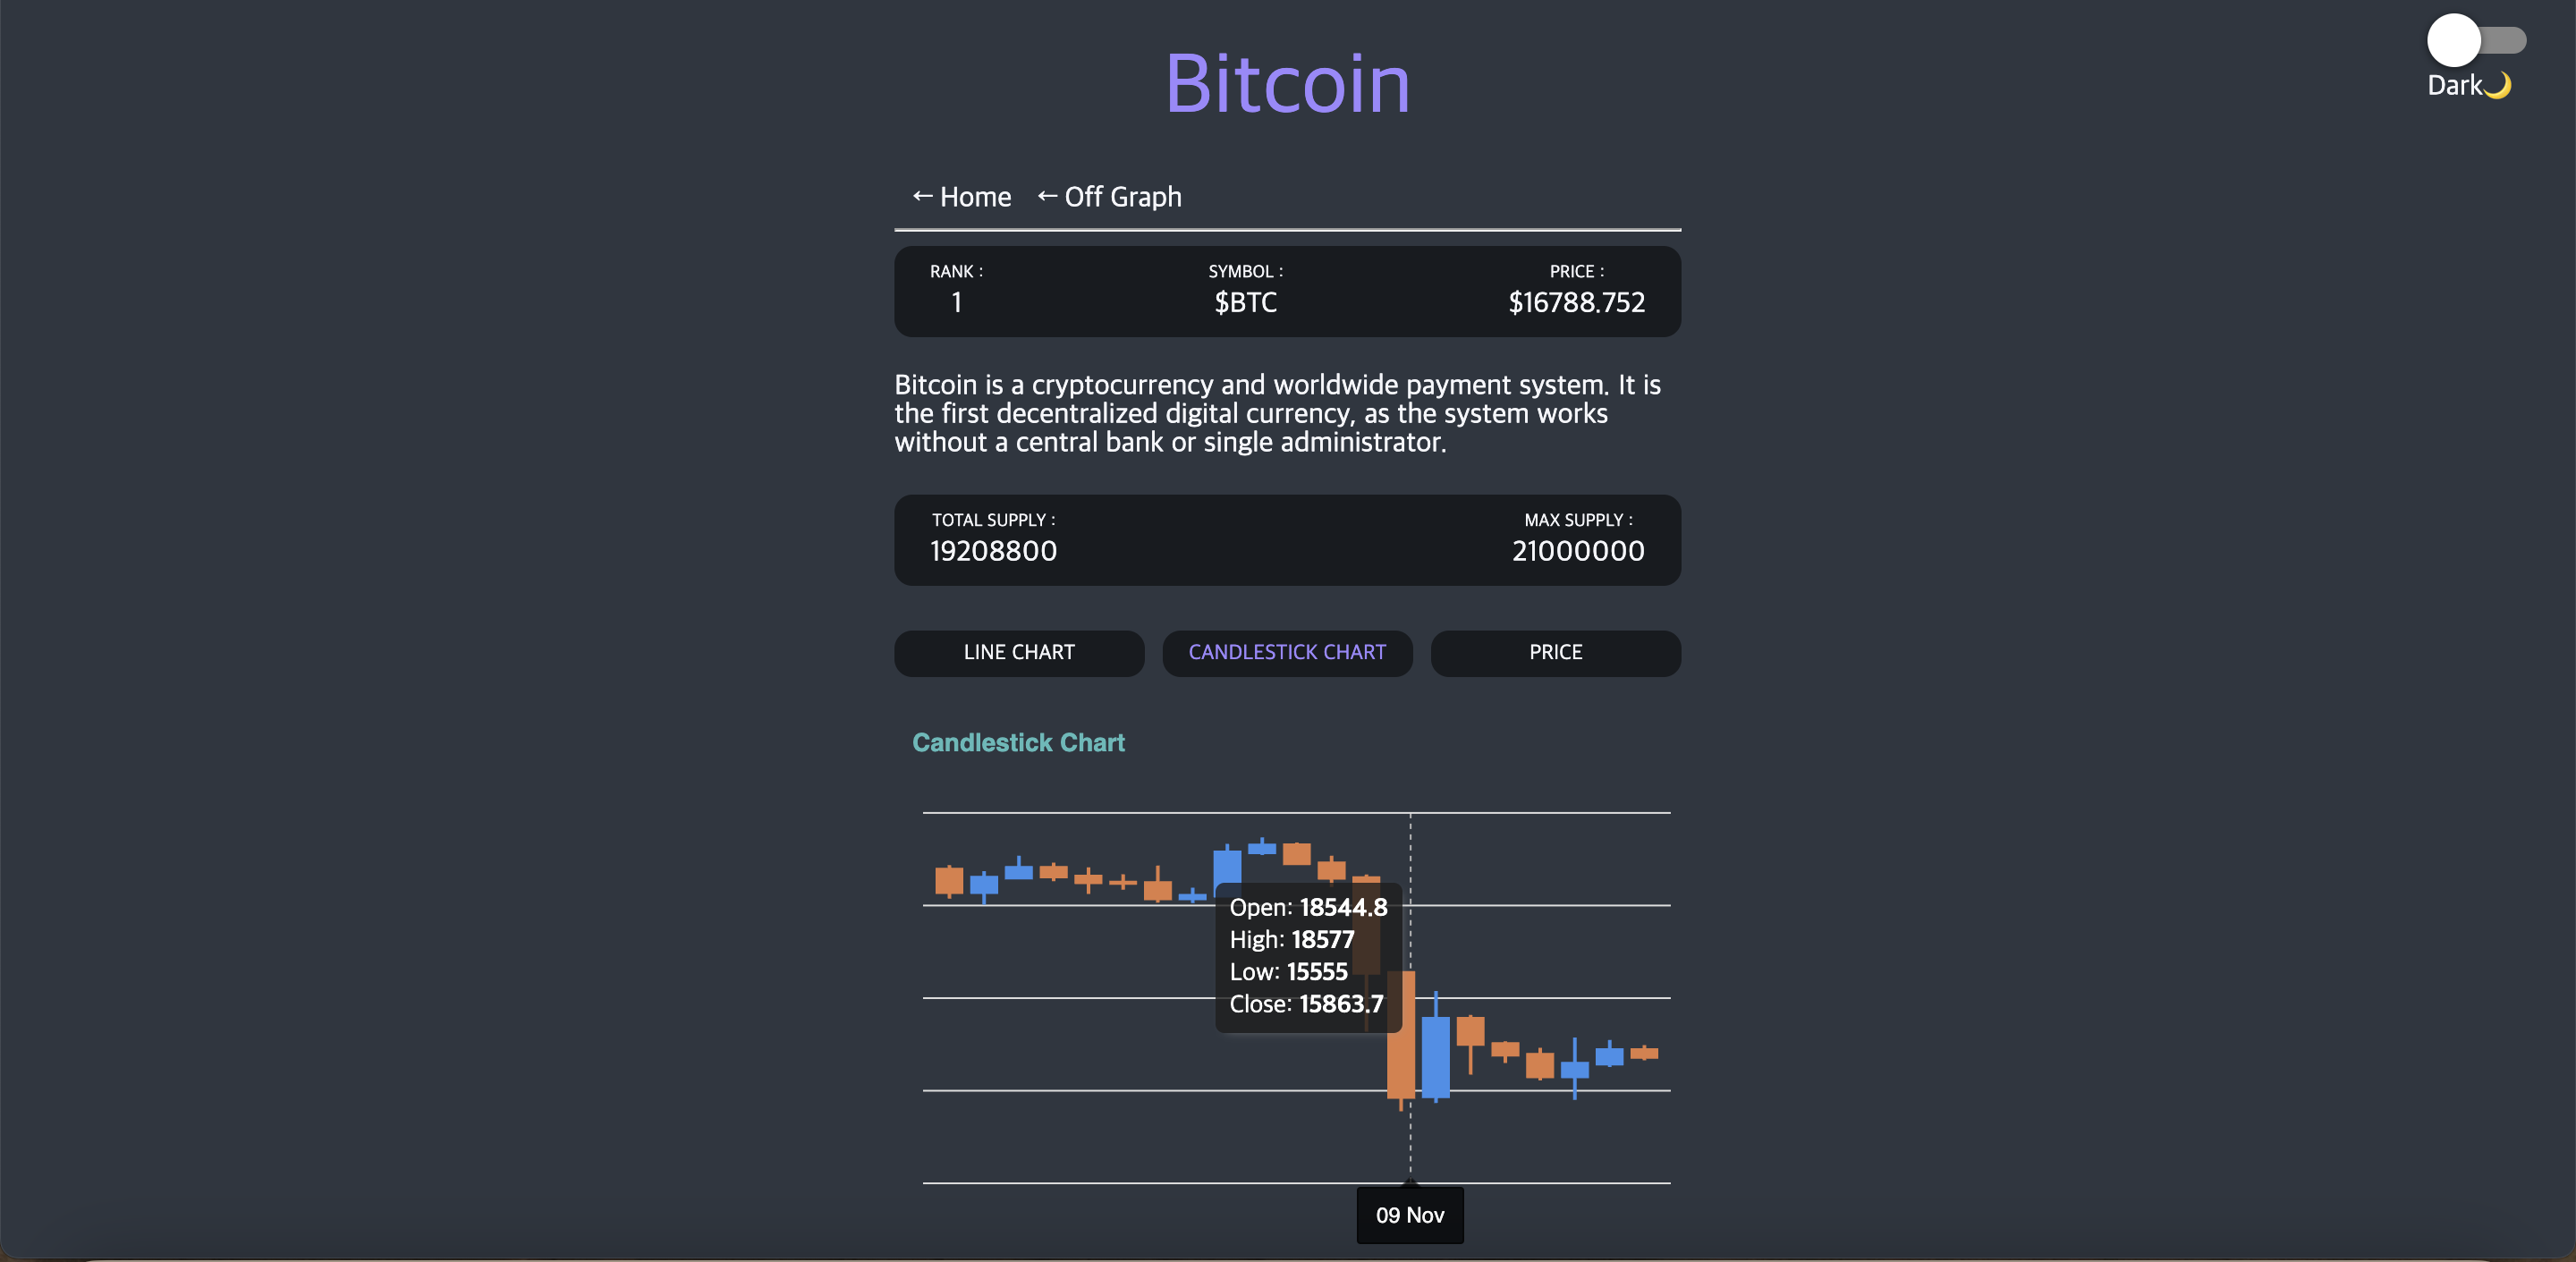 Bitcoin
Dark🌙
← Home ← Off Graph
RANK : SYMBOL : PRICE :
1 $BTC $16788.752
Bitcoin is a cryptocurrency and worldwide payment system. It is
the first decentralized digital currency, as the system works
without a central bank or single administrator.
TOTAL SUPPLY : MAX SUPPLY :
19208800 21000000
LINE CHART CANDLESTICK CHART PRICE
Candlestick Chart
Open: 18544.8
High: 18577
Low: 15555
Close: 15863.7
09 Nov